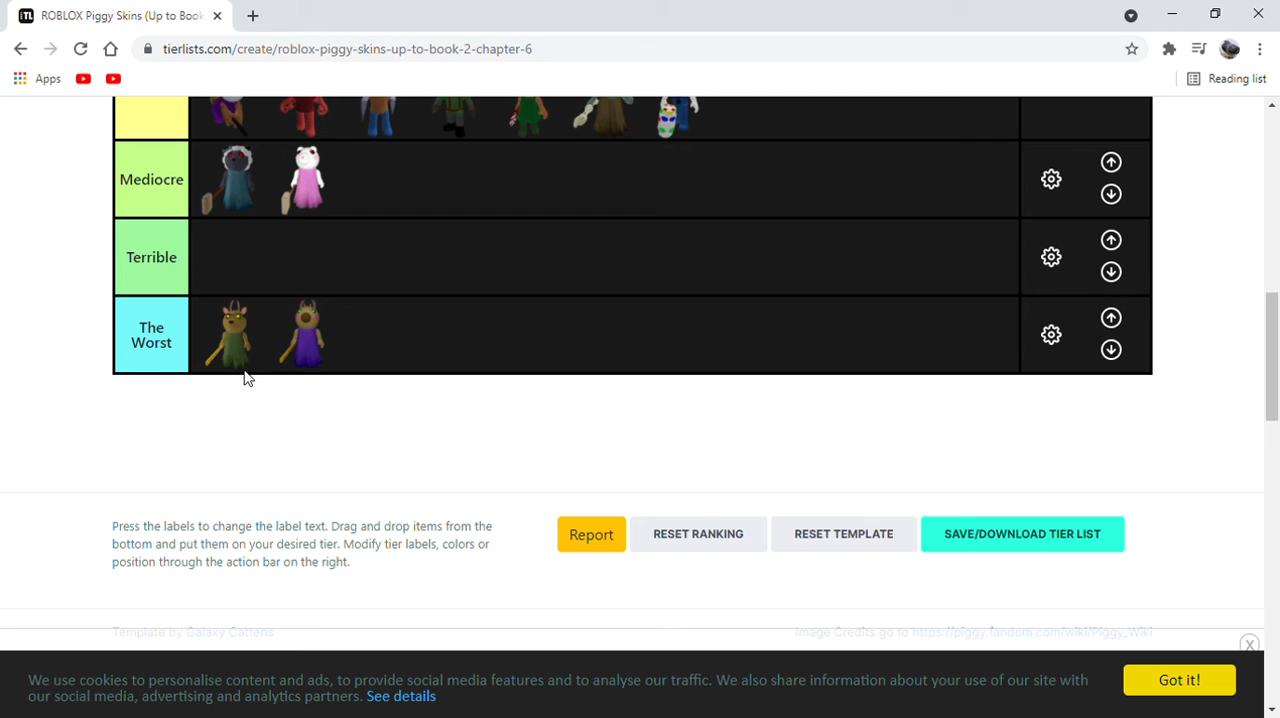 ROBLOX Piggy Skins (Up to Book
tierlists.com/create/roblox-piggy-skins-up-to-book-2-chapter-6
Apps
Reading list
Mediocre
Terrible
The
Worst
Press the labels to change the label text. Drag and drop items from the
bottom and put them on your desired tier. Modify tier labels, colors or
position through the action bar on the right.
Report
RESET RANKING
RESET TEMPLATE
SAVE/DOWNLOAD TIER LIST
Template by Galaxy Cattens
Image Credits go to https://piggy.fandom.com/wiki/Piggy_Wiki
X
We use cookies to personalise content and ads, to provide social media features and to analyse our traffic. We also share information about your use of our site with
our social media, advertising and analytics partners. See details
Got it!